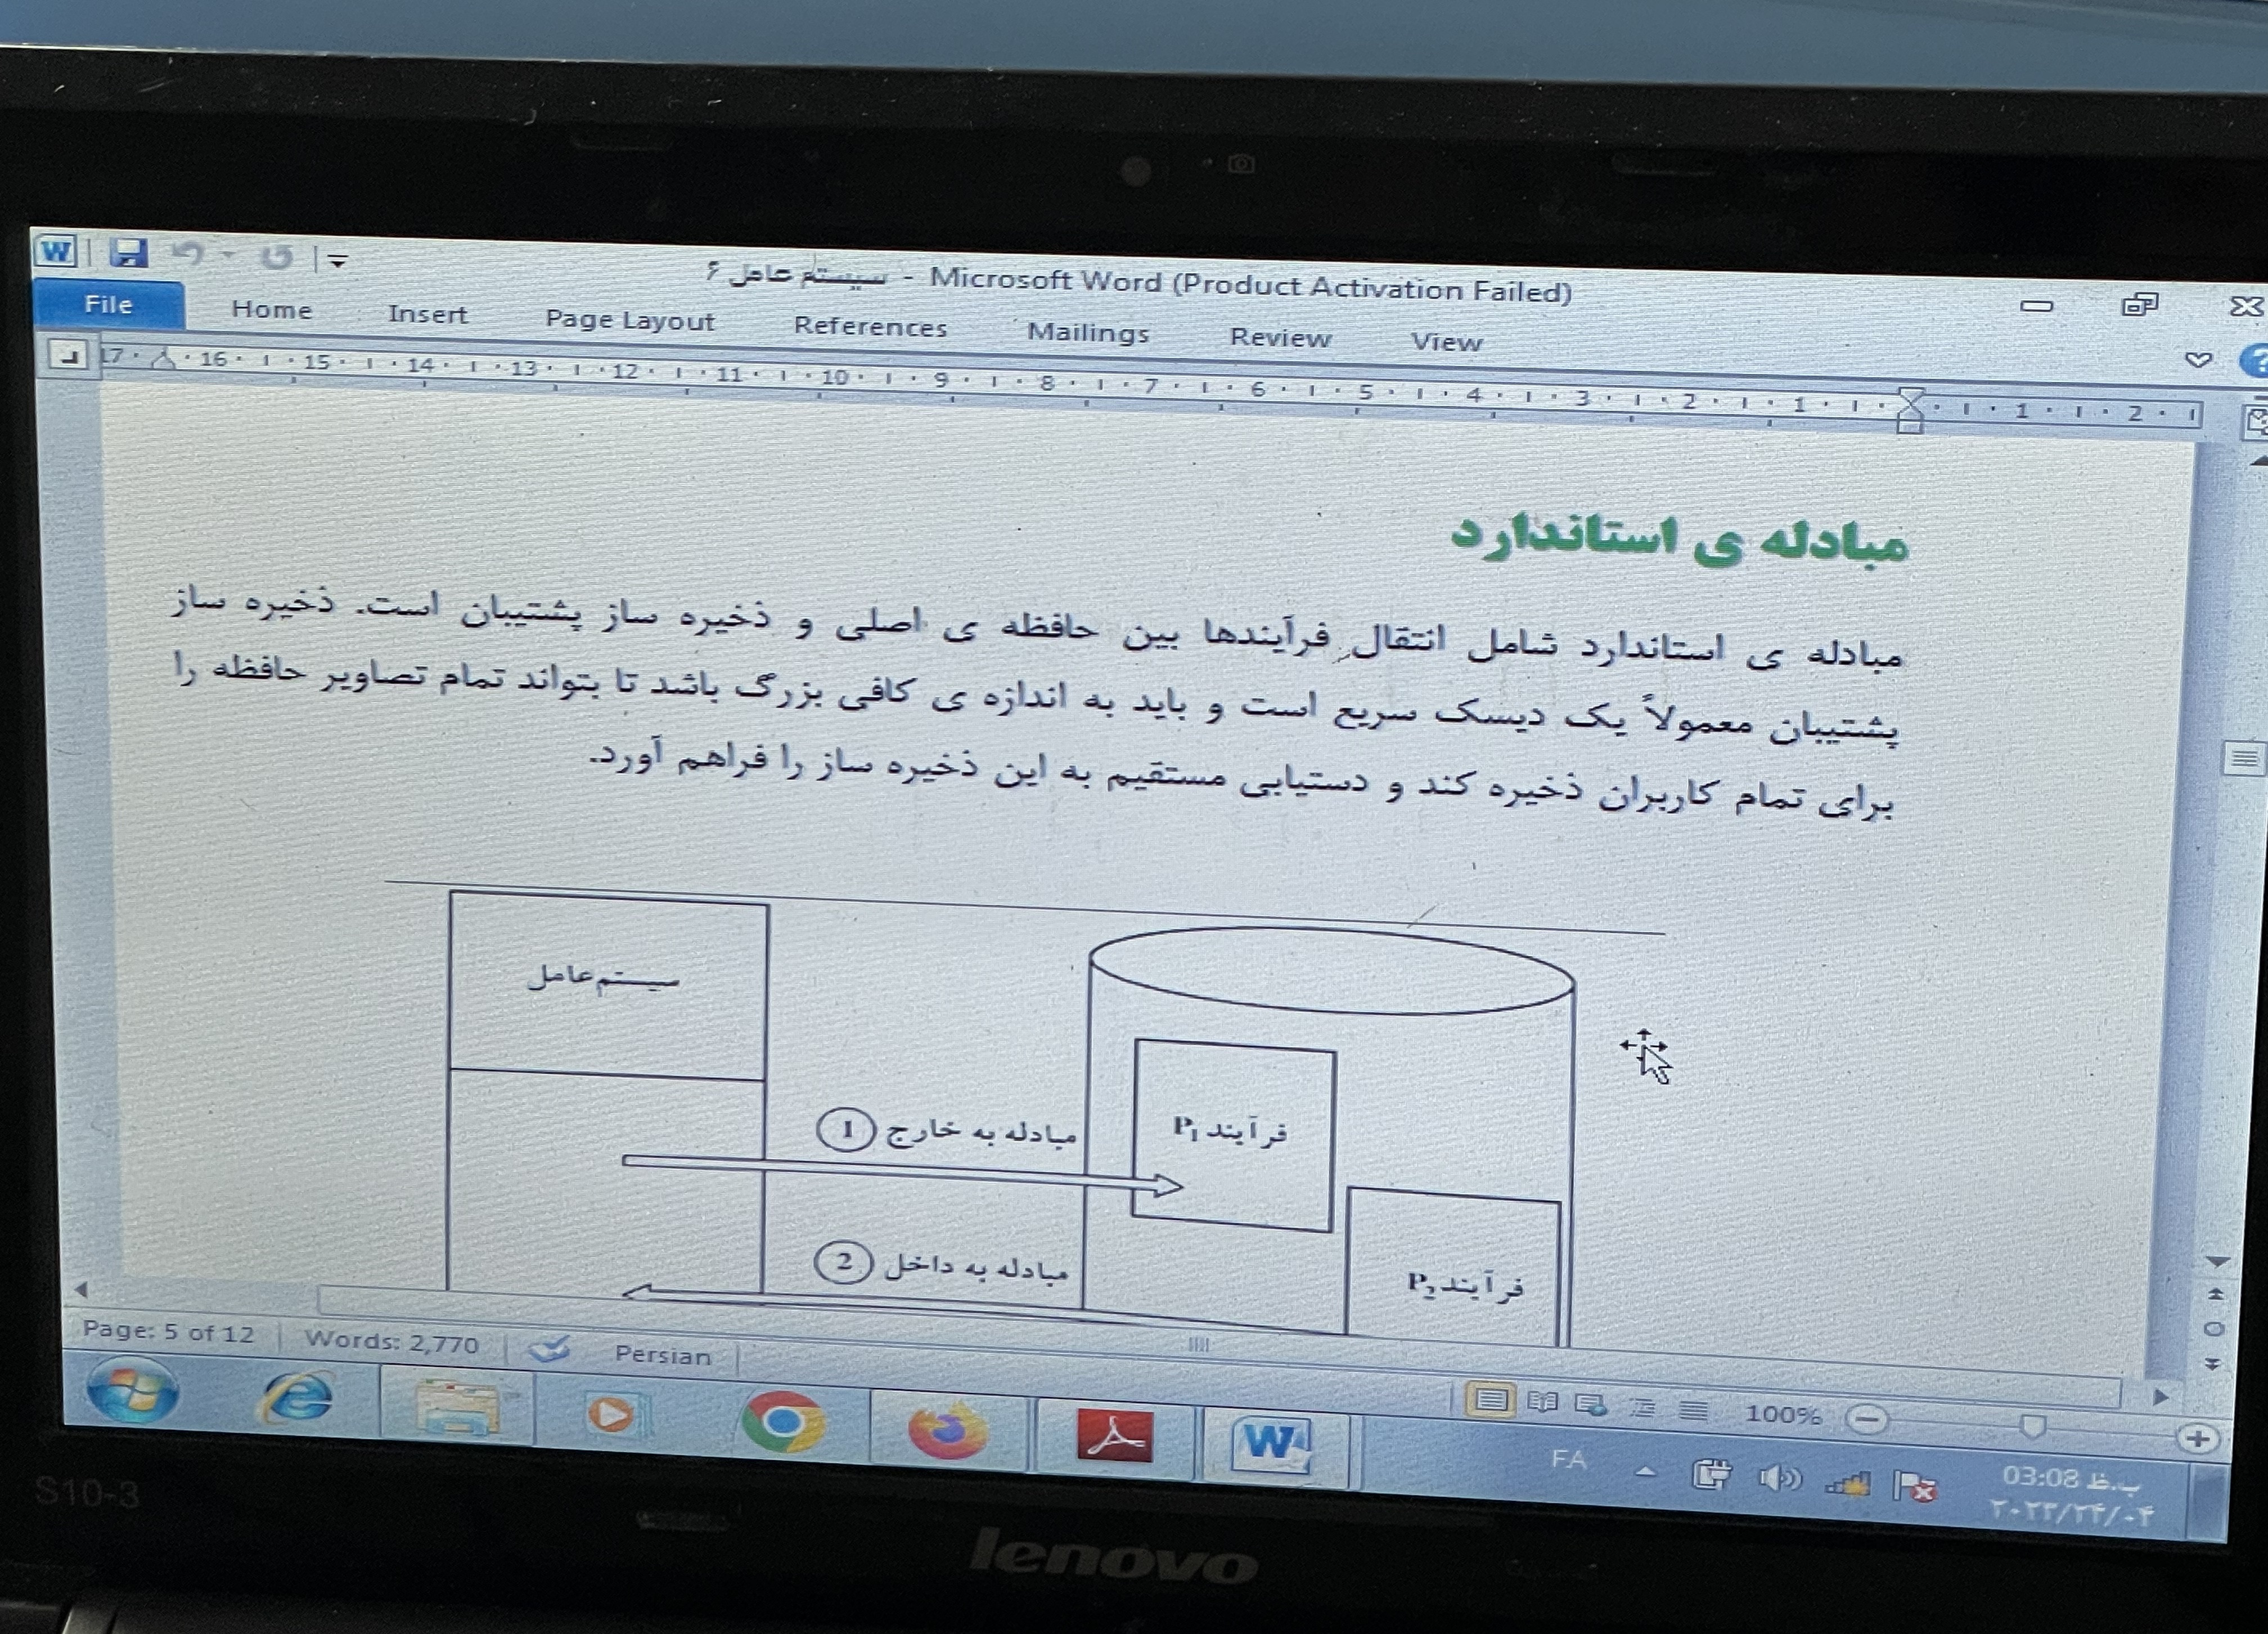 سیستم عامل ۶ - Microsoft Word (Product Activation Failed)
File Home Insert Page Layout References Mailings Review View
17 16 15 14 13 12 11 10 9 8 7 6 5 4 3 2 1 1 2
مبادله ی استاندارد
مبادله ی استاندارد شامل انتقال فرآیندها بین حافظه ی اصلی و ذخیره ساز پشتیبان است. ذخیره ساز
پشتیبان معمولاً یک دیسک سریع است و باید به اندازه ی کافی بزرگ باشد تا بتواند تمام تصاویر حافظه را
برای تمام کاربران ذخیره کند و دستیابی مستقیم به این ذخیره ساز را فراهم آورد.
سیستم عامل
مبادله به خارج 1
فرآیند P1
مبادله به داخل 2
فرآیند P2
Page: 5 of 12 Words: 2,770 Persian
100%
FA
03:08 ب.ظ
۲۰۲۳/۲۴/۰۴
S10-3
lenovo